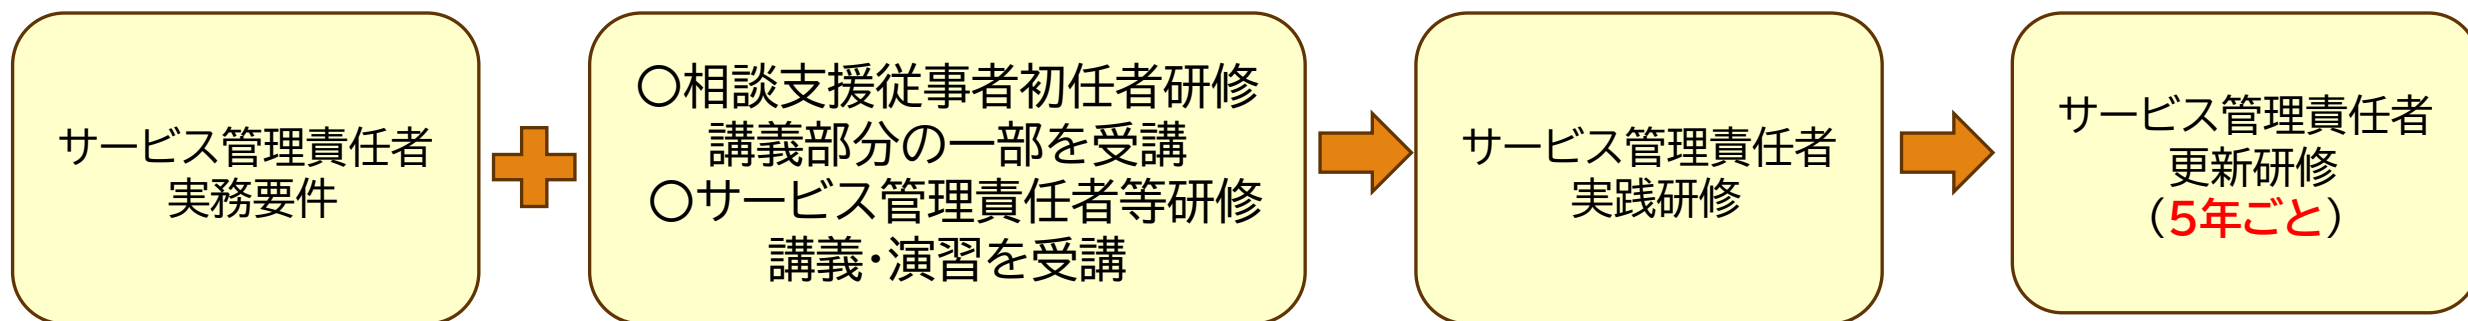 サービス管理責任者
実務要件
〇相談支援従事者初任者研修
講義部分の一部を受講
〇サービス管理責任者等研修
講義・演習を受講
サービス管理責任者
実践研修
サービス管理責任者
更新研修
（５年ごと）